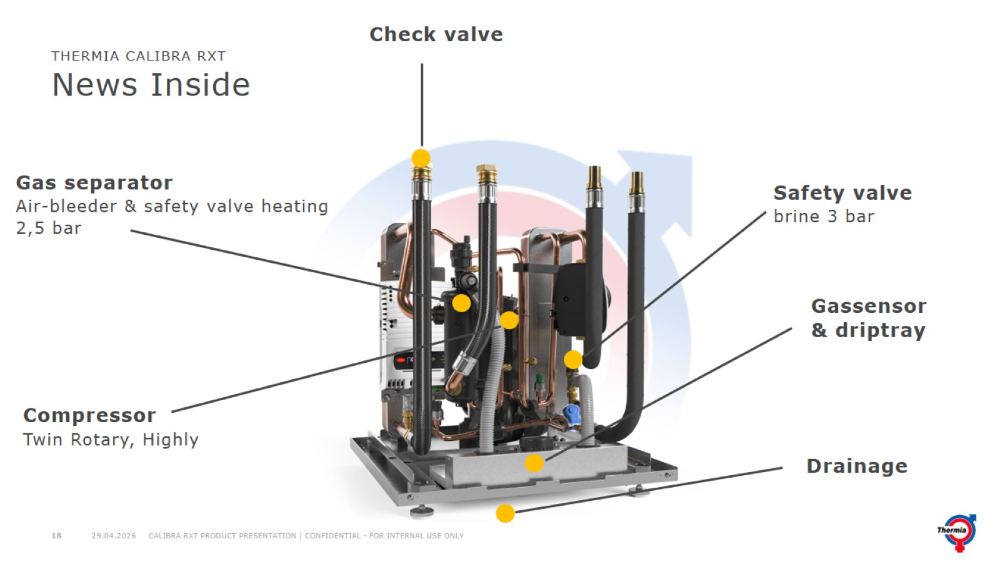 THERMIA CALIBRA RXT
News Inside
Check valve
Gas separator
Air-bleeder & safety valve heating
2,5 bar
Safety valve
brine 3 bar
Gassensor
& driptray
Compressor
Twin Rotary, Highly
Drainage
18 29.04.2026 CALIBRA RXT PRODUCT PRESENTATION | CONFIDENTIAL - FOR INTERNAL USE ONLY
Thermia